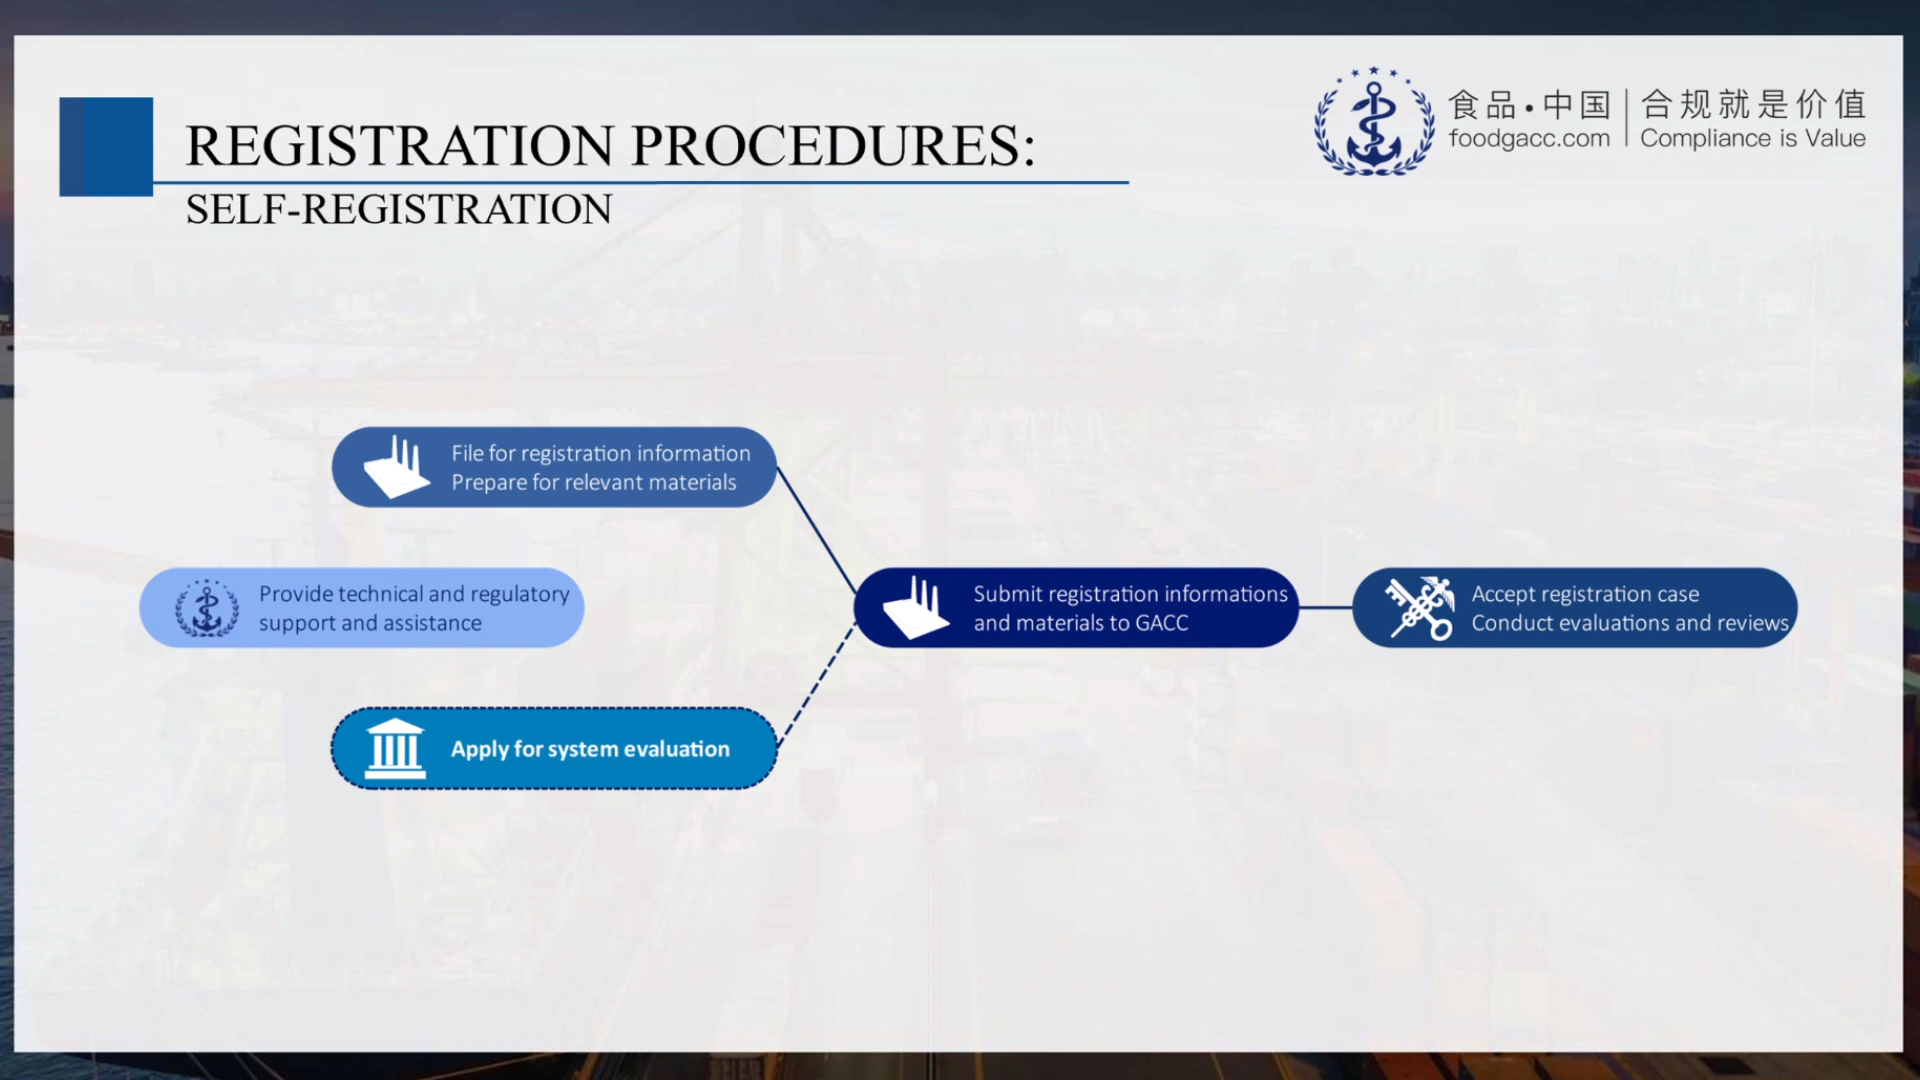 REGISTRATION PROCEDURES:
SELF-REGISTRATION
食品•中国
foodgacc.com
合规就是价值
Compliance is Value
File for registration information
Prepare for relevant materials
Provide technical and regulatory
support and assistance
Submit registration informations
and materials to GACC
Accept registration case
Conduct evaluations and reviews
Apply for system evaluation